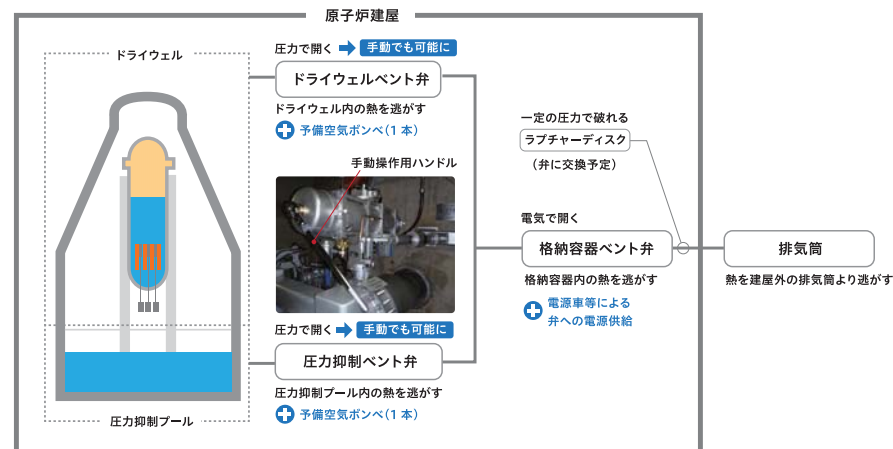 原子炉建屋
ドライウェル
圧力で開く
手動でも可能に
ドライウェルベント弁
ドライウェル内の熱を逃がす
予備空気ボンベ(1本)
手動操作用ハンドル
圧力で開く
手動でも可能に
圧力抑制ベント弁
圧力抑制プール内の熱を逃がす
予備空気ボンベ(1本)
圧力抑制プール
一定の圧力で破れる
ラプチャーディスク
(弁に交換予定)
電気で開く
格納容器ベント弁
格納容器内の熱を逃がす
電源車等による
弁への電源供給
排気筒
熱を建屋外の排気筒より逃がす